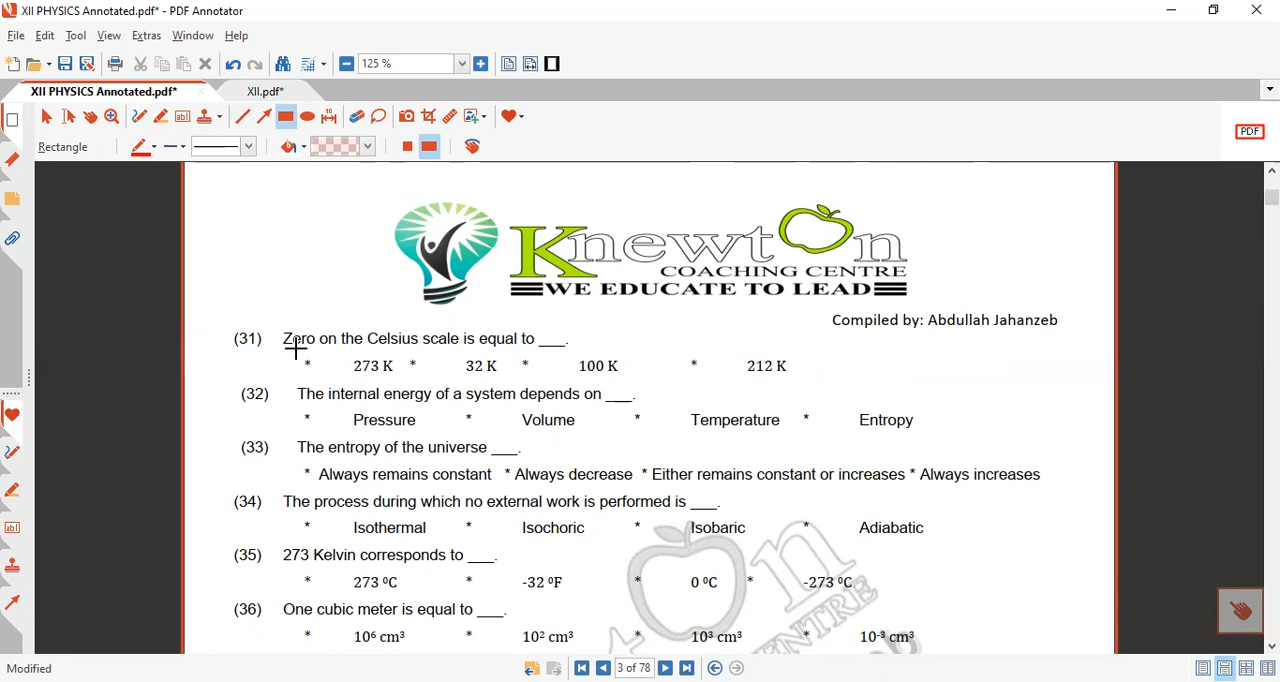 XII PHYSICS Annotated.pdf* - PDF Annotator
File Edit Tool View Extras Window Help
125 %
XII PHYSICS Annotated.pdf* XII.pdf*
PDF
Rectangle
Knewton
COACHING CENTRE
WE EDUCATE TO LEAD
Compiled by: Abdullah Jahanzeb
(31) Zero on the Celsius scale is equal to ___.
* 273 K * 32 K * 100 K * 212 K
(32) The internal energy of a system depends on ___.
* Pressure * Volume * Temperature * Entropy
(33) The entropy of the universe ___.
* Always remains constant * Always decrease * Either remains constant or increases * Always increases
(34) The process during which no external work is performed is ___.
* Isothermal * Isochoric * Isobaric * Adiabatic
(35) 273 Kelvin corresponds to ___.
* 273 ⁰C * -32 ⁰F * 0 ⁰C * -273 ⁰C
(36) One cubic meter is equal to ___.
* 10⁶ cm³ * 10² cm³ * 10³ cm³ * 10⁻³ cm³
Modified 3 of 78